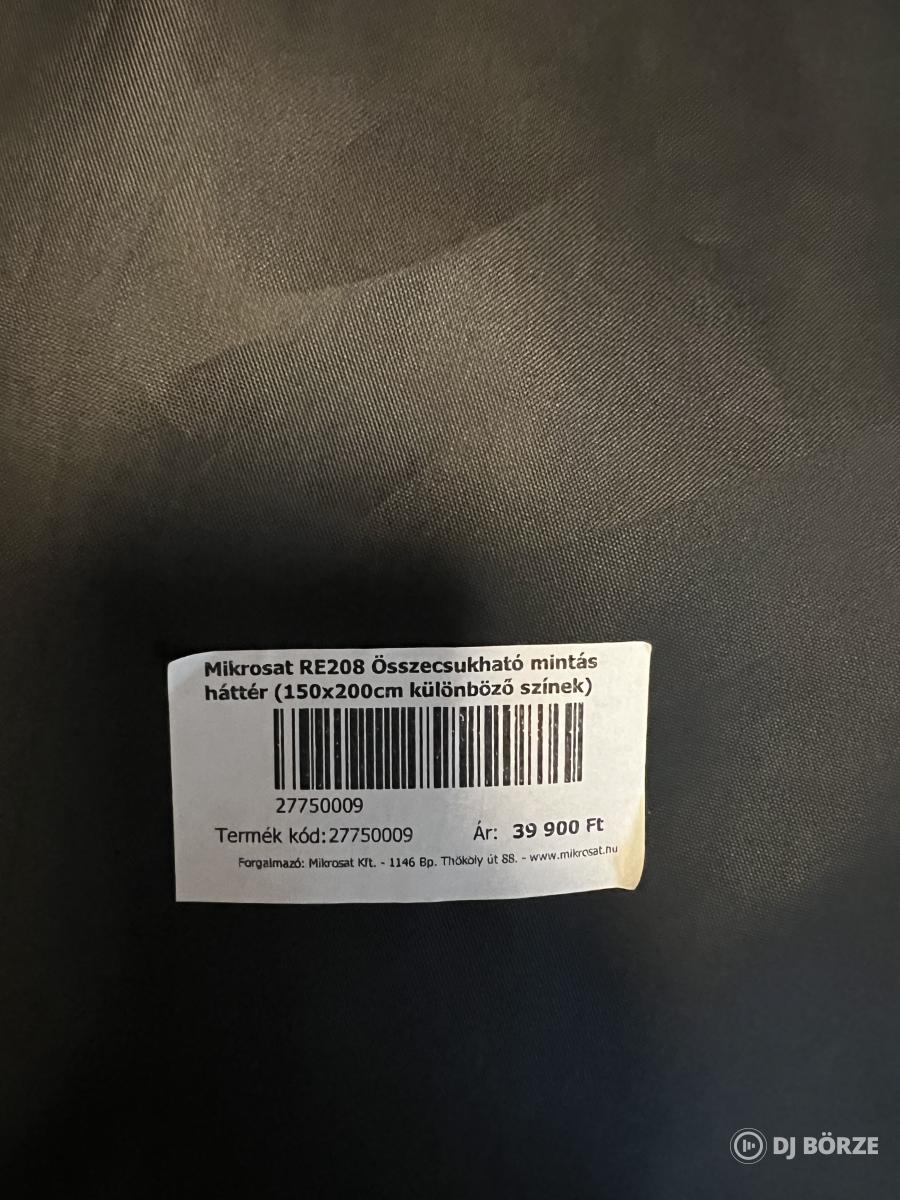 Mikrosat RE208 Összecsukható mintás
háttér (150x200cm különböző színek)
27750009
Termék kód:27750009 Ár: 39 900 Ft
Forgalmazó: Mikrosat Kft. - 1146 Bp. Thököly út 88. - www.mikrosat.hu
DJ BÖRZE